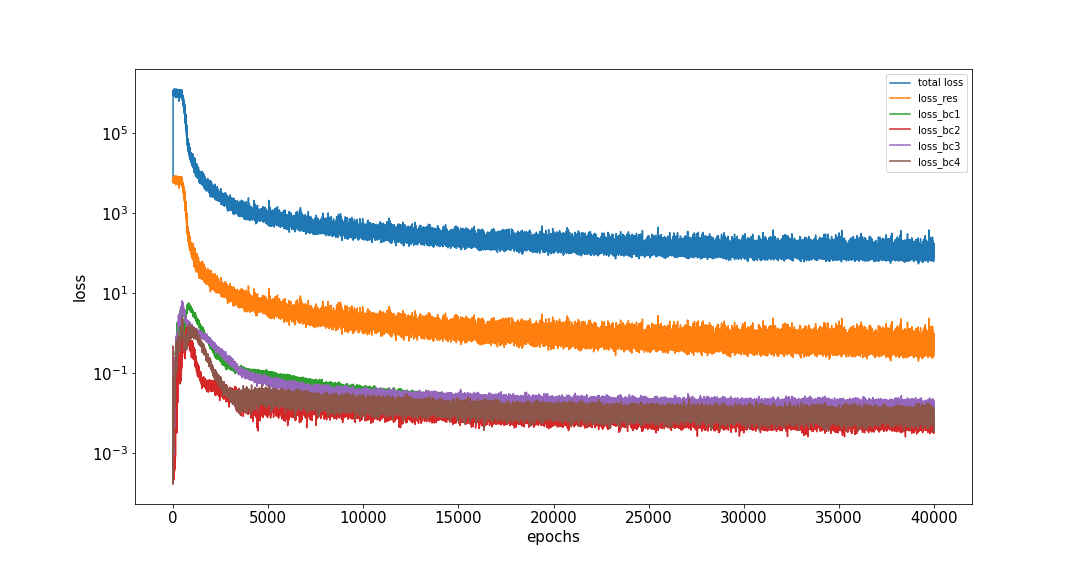 total loss
loss_res
loss_bc1
loss_bc2
loss_bc3
loss_bc4
10^5
10^3
10^1
10^-1
10^-3
loss
0 5000 10000 15000 20000 25000 30000 35000 40000
epochs